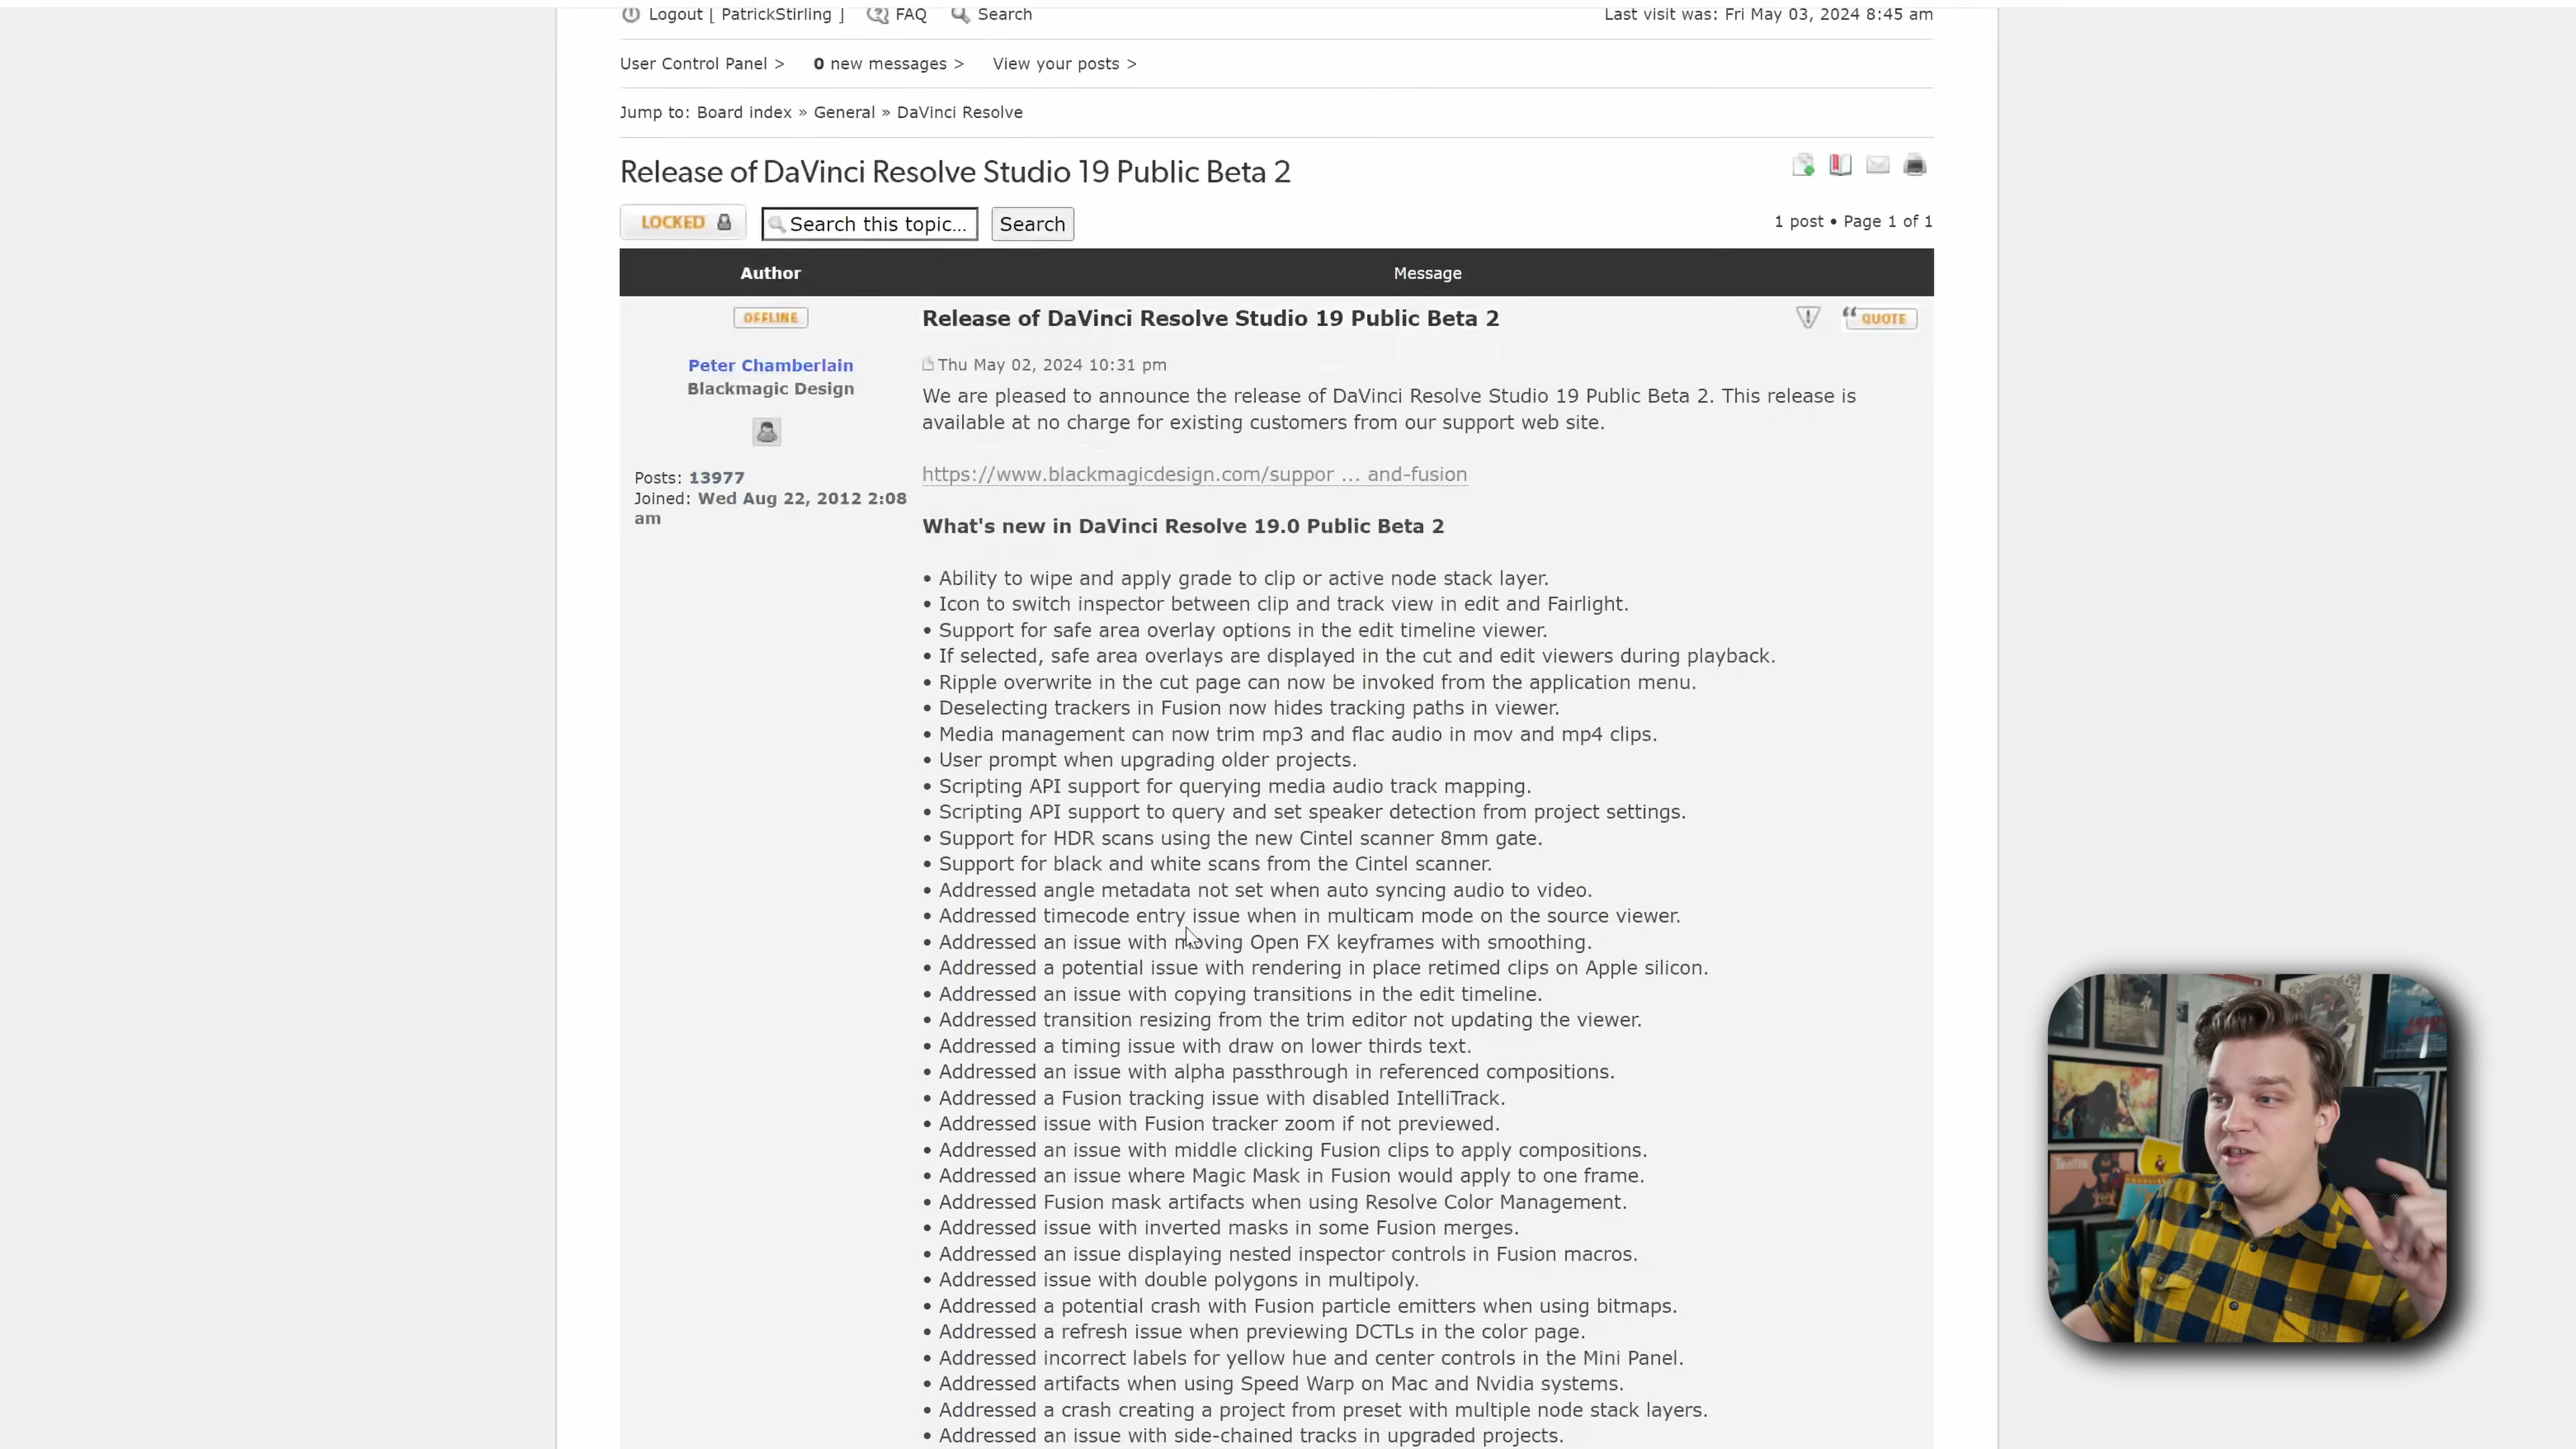 Logout [ PatrickStirling ] FAQ Search Last visit was: Fri May 03, 2024 8:45 am
User Control Panel > 0 new messages > View your posts >
Jump to: Board index » General » DaVinci Resolve
Release of DaVinci Resolve Studio 19 Public Beta 2
LOCKED Search this topic... Search 1 post • Page 1 of 1
Author Message
OFFLINE
Peter Chamberlain
Blackmagic Design
Posts: 13977
Joined: Wed Aug 22, 2012 2:08
am
Release of DaVinci Resolve Studio 19 Public Beta 2 QUOTE
Thu May 02, 2024 10:31 pm
We are pleased to announce the release of DaVinci Resolve Studio 19 Public Beta 2. This release is
available at no charge for existing customers from our support web site.
https://www.blackmagicdesign.com/suppor ... and-fusion
What's new in DaVinci Resolve 19.0 Public Beta 2
• Ability to wipe and apply grade to clip or active node stack layer.
• Icon to switch inspector between clip and track view in edit and Fairlight.
• Support for safe area overlay options in the edit timeline viewer.
• If selected, safe area overlays are displayed in the cut and edit viewers during playback.
• Ripple overwrite in the cut page can now be invoked from the application menu.
• Deselecting trackers in Fusion now hides tracking paths in viewer.
• Media management can now trim mp3 and flac audio in mov and mp4 clips.
• User prompt when upgrading older projects.
• Scripting API support for querying media audio track mapping.
• Scripting API support to query and set speaker detection from project settings.
• Support for HDR scans using the new Cintel scanner 8mm gate.
• Support for black and white scans from the Cintel scanner.
• Addressed angle metadata not set when auto syncing audio to video.
• Addressed timecode entry issue when in multicam mode on the source viewer.
• Addressed an issue with moving Open FX keyframes with smoothing.
• Addressed a potential issue with rendering in place retimed clips on Apple silicon.
• Addressed an issue with copying transitions in the edit timeline.
• Addressed transition resizing from the trim editor not updating the viewer.
• Addressed a timing issue with draw on lower thirds text.
• Addressed an issue with alpha passthrough in referenced compositions.
• Addressed a Fusion tracking issue with disabled IntelliTrack.
• Addressed issue with Fusion tracker zoom if not previewed.
• Addressed an issue with middle clicking Fusion clips to apply compositions.
• Addressed an issue where Magic Mask in Fusion would apply to one frame.
• Addressed Fusion mask artifacts when using Resolve Color Management.
• Addressed issue with inverted masks in some Fusion merges.
• Addressed an issue displaying nested inspector controls in Fusion macros.
• Addressed issue with double polygons in multipoly.
• Addressed a potential crash with Fusion particle emitters when using bitmaps.
• Addressed a refresh issue when previewing DCTLs in the color page.
• Addressed incorrect labels for yellow hue and center controls in the Mini Panel.
• Addressed artifacts when using Speed Warp on Mac and Nvidia systems.
• Addressed a crash creating a project from preset with multiple node stack layers.
• Addressed an issue with side-chained tracks in upgraded projects.